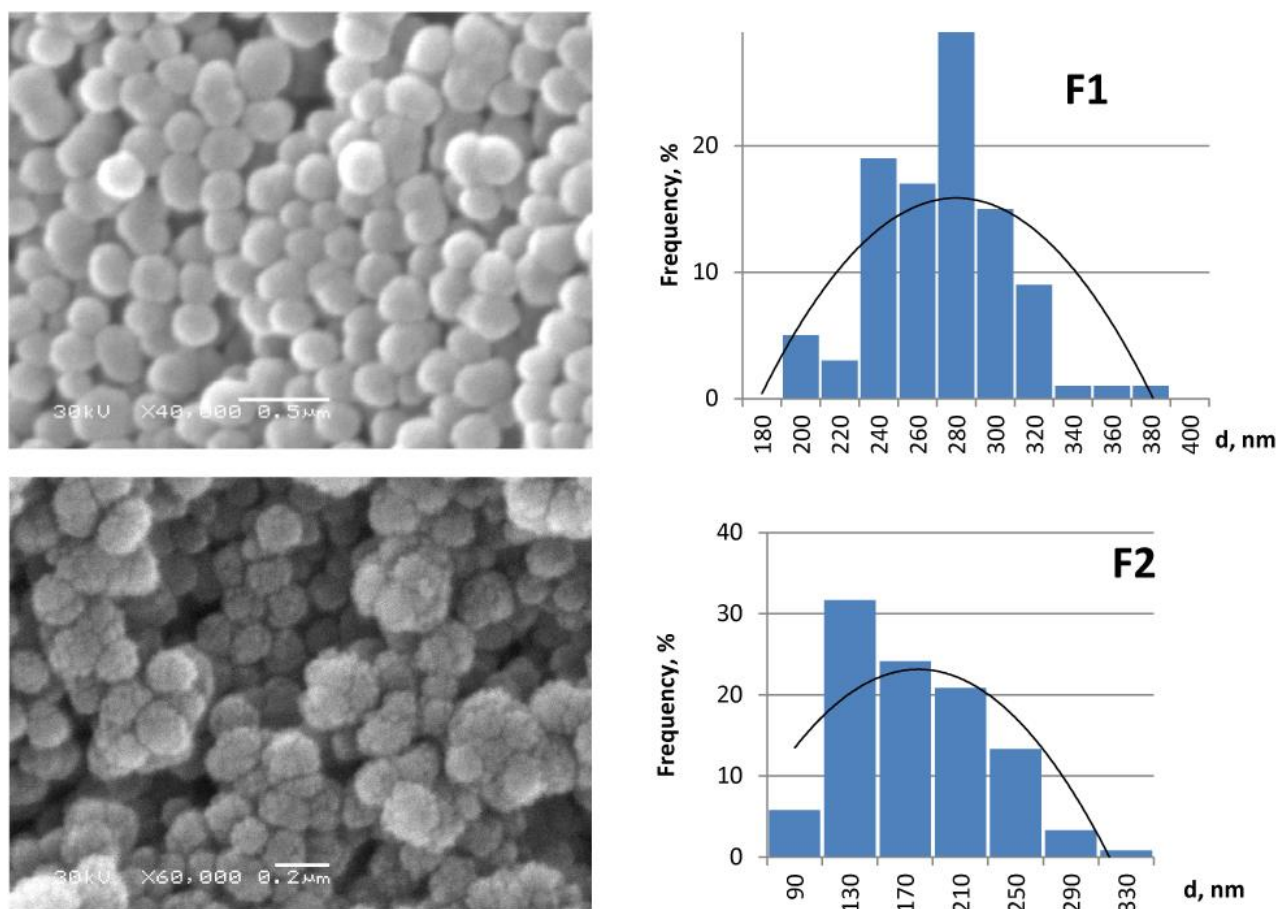 30kV X40,000 0.5μm
F1
Frequency, %
20
10
0
180 200 220 240 260 280 300 320 340 360 380 400 d, nm
30kV X60,000 0.2μm
F2
Frequency, %
40
30
20
10
0
90 130 170 210 250 290 330 d, nm